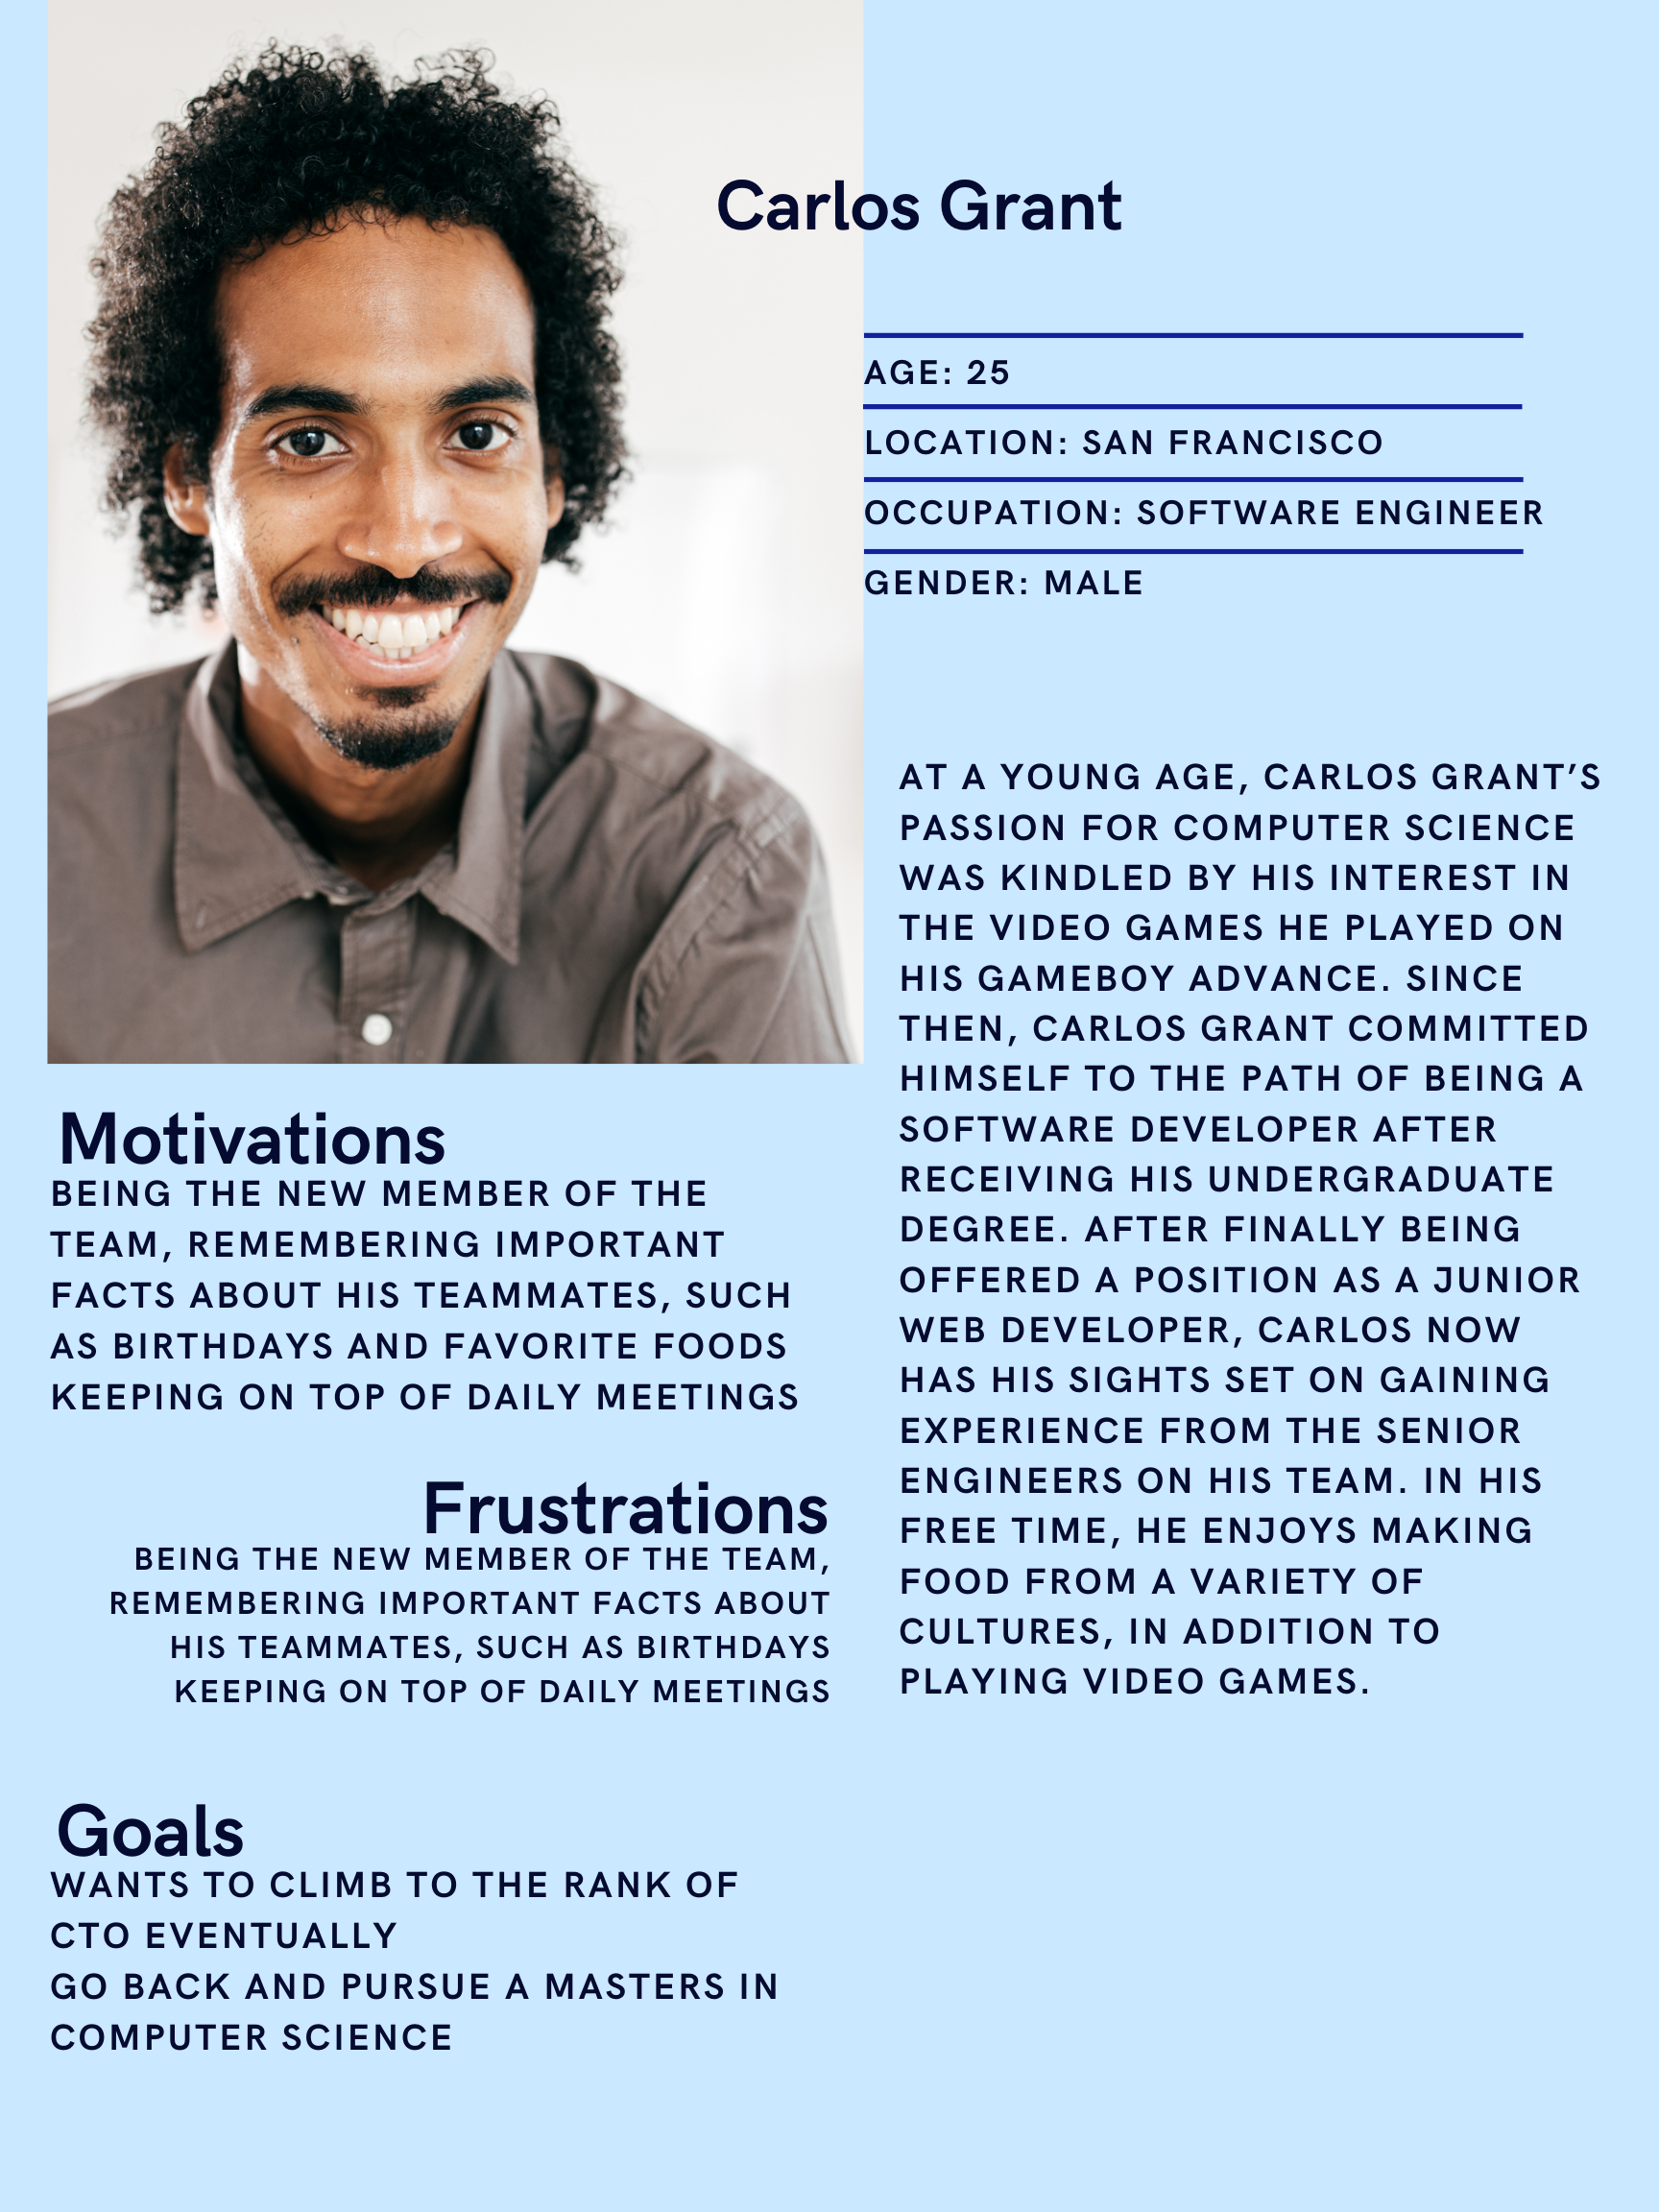 Carlos Grant
AGE: 25
LOCATION: SAN FRANCISCO
OCCUPATION: SOFTWARE ENGINEER
GENDER: MALE
AT A YOUNG AGE, CARLOS GRANT’S
PASSION FOR COMPUTER SCIENCE
WAS KINDLED BY HIS INTEREST IN
THE VIDEO GAMES HE PLAYED ON
HIS GAMEBOY ADVANCE. SINCE
THEN, CARLOS GRANT COMMITTED
HIMSELF TO THE PATH OF BEING A
SOFTWARE DEVELOPER AFTER
RECEIVING HIS UNDERGRADUATE
DEGREE. AFTER FINALLY BEING
OFFERED A POSITION AS A JUNIOR
WEB DEVELOPER, CARLOS NOW
HAS HIS SIGHTS SET ON GAINING
EXPERIENCE FROM THE SENIOR
ENGINEERS ON HIS TEAM. IN HIS
FREE TIME, HE ENJOYS MAKING
FOOD FROM A VARIETY OF
CULTURES, IN ADDITION TO
PLAYING VIDEO GAMES.
Motivations
BEING THE NEW MEMBER OF THE
TEAM, REMEMBERING IMPORTANT
FACTS ABOUT HIS TEAMMATES, SUCH
AS BIRTHDAYS AND FAVORITE FOODS
KEEPING ON TOP OF DAILY MEETINGS
Frustrations
BEING THE NEW MEMBER OF THE TEAM,
REMEMBERING IMPORTANT FACTS ABOUT
HIS TEAMMATES, SUCH AS BIRTHDAYS
KEEPING ON TOP OF DAILY MEETINGS
Goals
WANTS TO CLIMB TO THE RANK OF
CTO EVENTUALLY
GO BACK AND PURSUE A MASTERS IN
COMPUTER SCIENCE